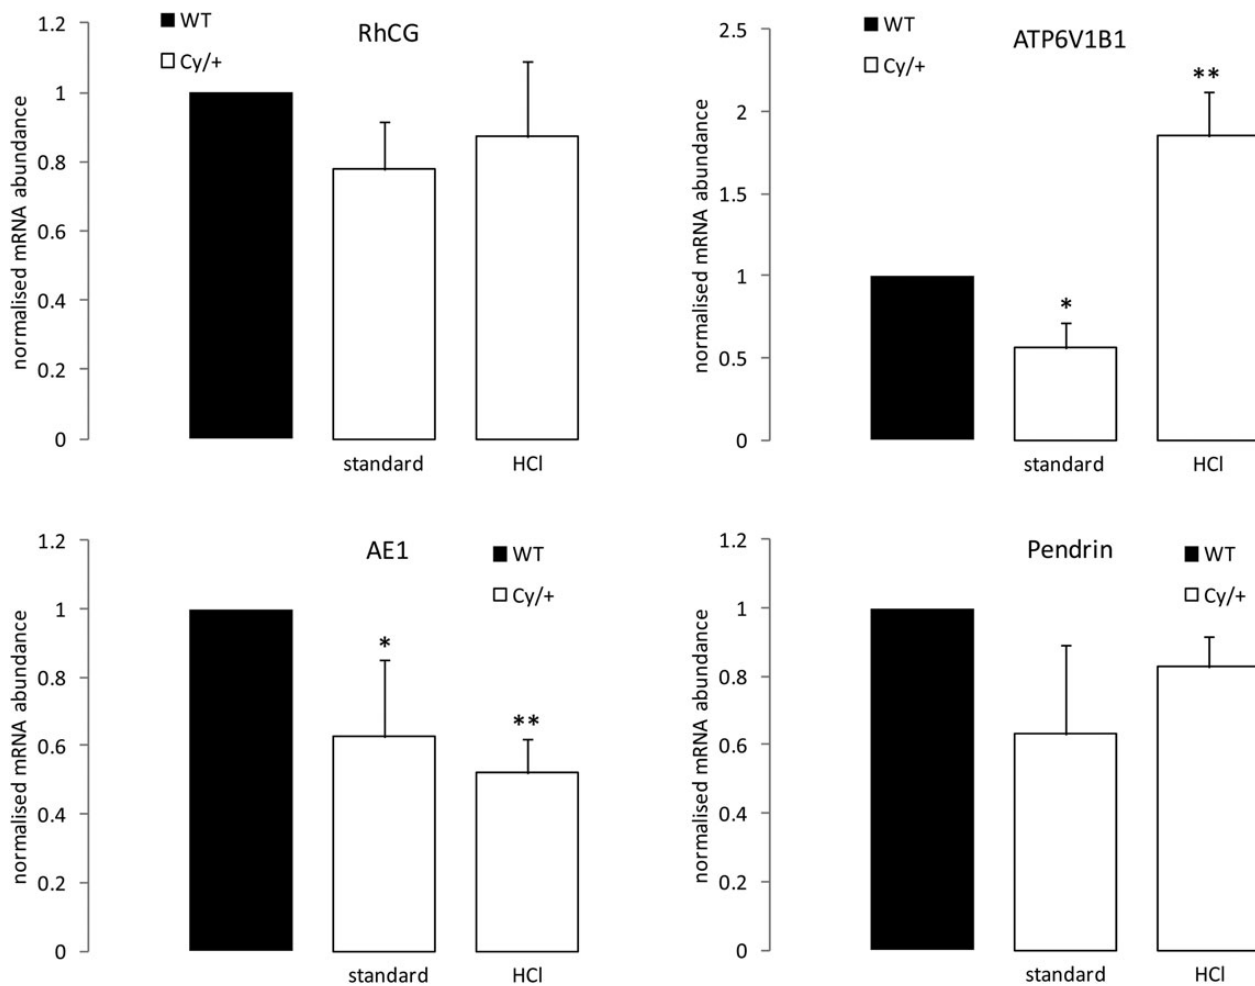 RhCG
WT
Cy/+
normalised mRNA abundance
1.2
1
0.8
0.6
0.4
0.2
0
standard
HCl
ATP6V1B1
WT
Cy/+
normalised mRNA abundance
2.5
2
1.5
1
0.5
0
*
**
standard
HCl
AE1
WT
Cy/+
normalised mRNA abundance
1.2
1
0.8
0.6
0.4
0.2
0
*
**
standard
HCl
Pendrin
WT
Cy/+
normalised mRNA abundance
1.2
1
0.8
0.6
0.4
0.2
0
standard
HCl